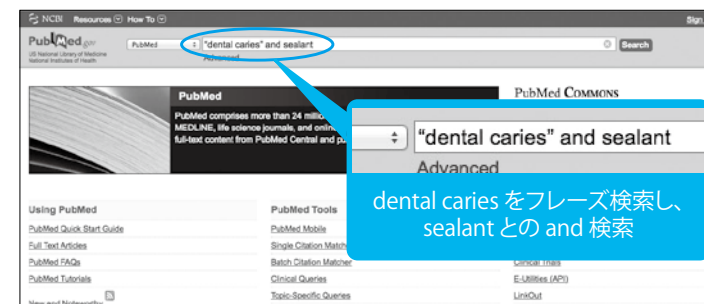 NCBI Resources How To Sign
PubMed.gov
US National Library of Medicine
National Institutes of Health
PubMed
"dental caries" and sealant
Search
Advanced
PubMed
PubMed comprises more than 24
MEDLINE, life science journals, and
full-text content from PubMed Central and
PUBMED COMMONS
"dental caries" and sealant
Advanced
dental caries をフレーズ検索し、
sealant との and 検索
Using PubMed
PubMed Quick Start Guide
Full Text Articles
PubMed FAQs
PubMed Tutorials
New and Noteworthy
PubMed Tools
PubMed Mobile
Single Citation
Batch Citation Matcher
Clinical Queries
Topic-Specific Queries
Clinical Trials
E-Utilities (API)
LinkOut